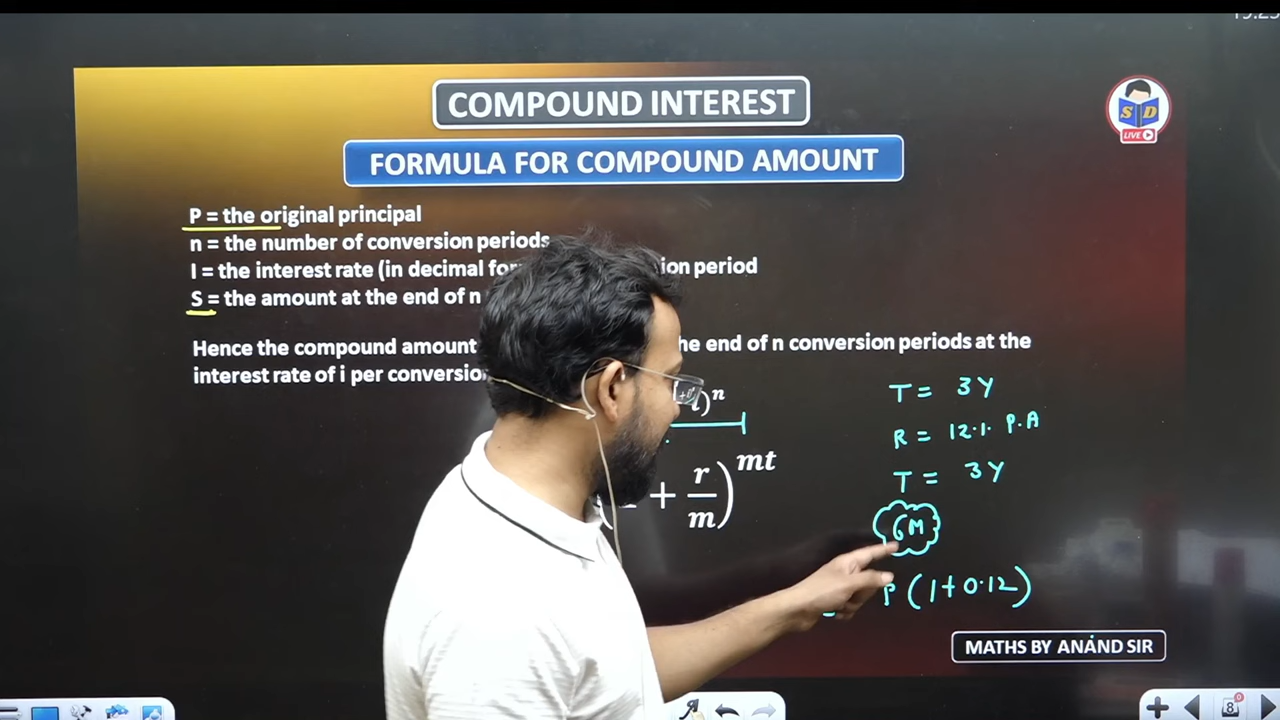 COMPOUND INTEREST
S D
LIVE
FORMULA FOR COMPOUND AMOUNT
P = the original principal
n = the number of conversion periods
I = the interest rate (in decimal ion period
S = the amount at the end of n
Hence the compound amount he end of n conversion periods at the
interest rate of i per
)ⁿ
+ r/m)^mt
T = 3Y
R = 12·1· P.A
T = 3Y
6M
P (1+0.12)
MATHS BY ANAND SIR
8